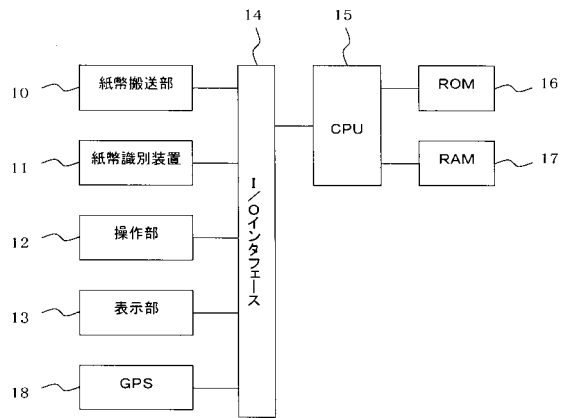 14
15
10
紙幣搬送部
CPU
ROM
16
11
紙幣識別装置
I/Oインタフェース
RAM
17
12
操作部
13
表示部
18
GPS